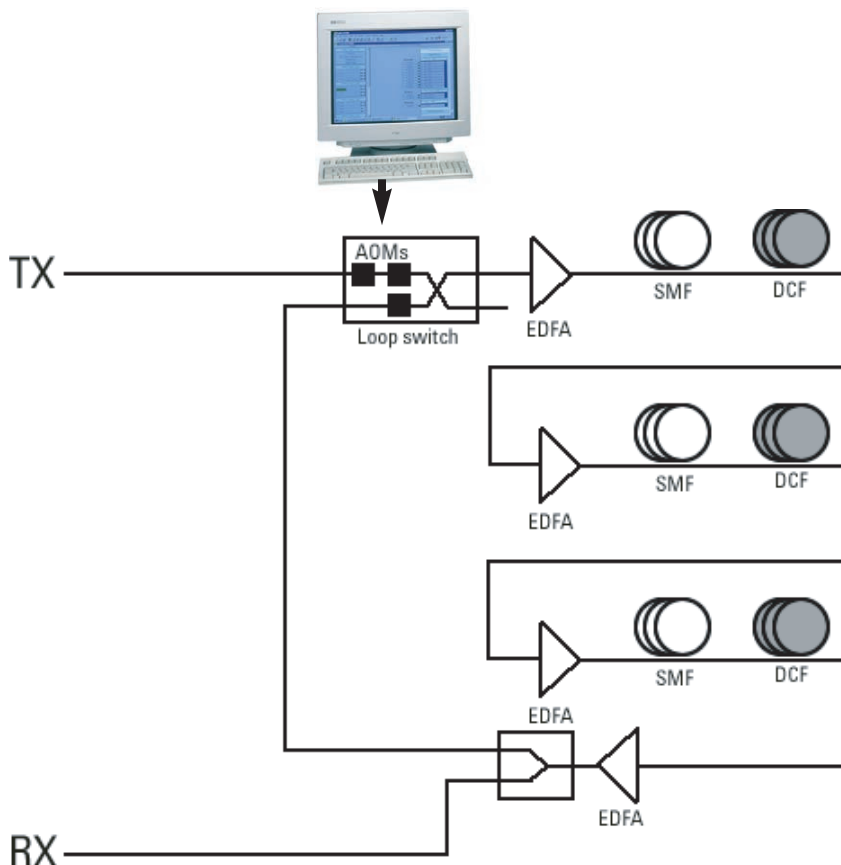 AOMs
TX
SMF
DCF
EDFA
Loop switch
SMF
DCF
EDFA
SMF
DCF
EDFA
EDFA
RX